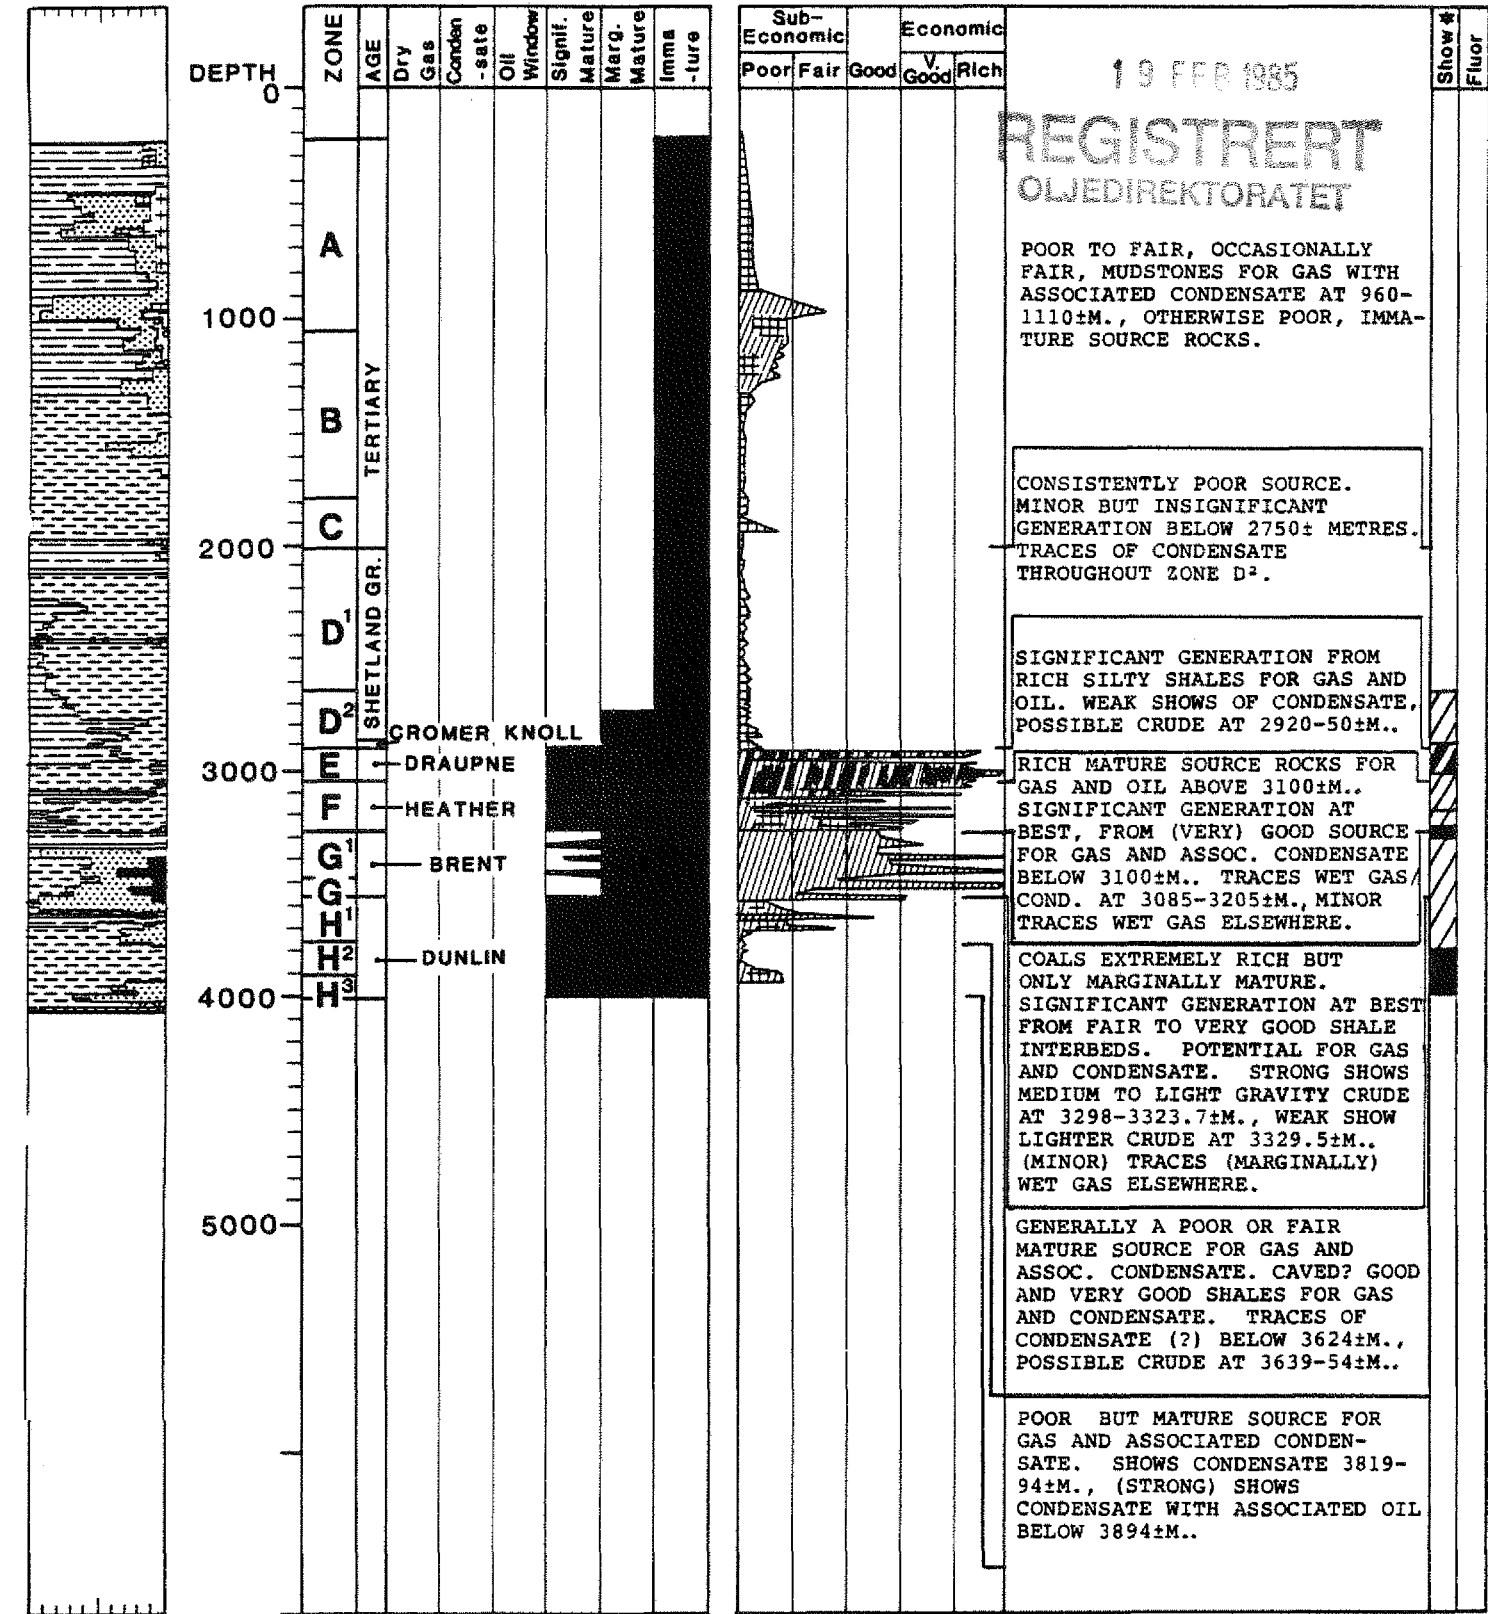 DEPTH
ZONE
AGE
Dry Gas
Conden-sate
Oil Window
Signif. Mature
Marg. Mature
Imma-ture
Sub-Economic
Economic
Poor
Fair
Good
V. Good
Rich
Show *
Fluor
0
1000
2000
3000
4000
5000
A
B
C
D1
D2
E
F
G1
G
H1
H2
H3
TERTIARY
SHETLAND GR.
CROMER KNOLL
DRAUPNE
HEATHER
BRENT
DUNLIN
19 FEB 1985
REGISTRERT
OLJEDIREKTORATET
POOR TO FAIR, OCCASIONALLY
FAIR, MUDSTONES FOR GAS WITH
ASSOCIATED CONDENSATE AT 960-
1110±M., OTHERWISE POOR, IMMA-
TURE SOURCE ROCKS.
CONSISTENTLY POOR SOURCE.
MINOR BUT INSIGNIFICANT
GENERATION BELOW 2750± METRES.
TRACES OF CONDENSATE
THROUGHOUT ZONE D².
SIGNIFICANT GENERATION FROM
RICH SILTY SHALES FOR GAS AND
OIL. WEAK SHOWS OF CONDENSATE,
POSSIBLE CRUDE AT 2920-50±M..
RICH MATURE SOURCE ROCKS FOR
GAS AND OIL ABOVE 3100±M..
SIGNIFICANT GENERATION AT
BEST, FROM (VERY) GOOD SOURCE
FOR GAS AND ASSOC. CONDENSATE
BELOW 3100±M.. TRACES WET GAS/
COND. AT 3085-3205±M., MINOR
TRACES WET GAS ELSEWHERE.
COALS EXTREMELY RICH BUT
ONLY MARGINALLY MATURE.
SIGNIFICANT GENERATION AT BEST
FROM FAIR TO VERY GOOD SHALE
INTERBEDS. POTENTIAL FOR GAS
AND CONDENSATE. STRONG SHOWS
MEDIUM TO LIGHT GRAVITY CRUDE
AT 3298-3323.7±M., WEAK SHOW
LIGHTER CRUDE AT 3329.5±M..
(MINOR) TRACES (MARGINALLY)
WET GAS ELSEWHERE.
GENERALLY A POOR OR FAIR
MATURE SOURCE FOR GAS AND
ASSOC. CONDENSATE. CAVED? GOOD
AND VERY GOOD SHALES FOR GAS
AND CONDENSATE. TRACES OF
CONDENSATE (?) BELOW 3624±M.,
POSSIBLE CRUDE AT 3639-54±M..
POOR BUT MATURE SOURCE FOR
GAS AND ASSOCIATED CONDEN-
SATE. SHOWS CONDENSATE 3819-
94±M., (STRONG) SHOWS
CONDENSATE WITH ASSOCIATED OIL
BELOW 3894±M..